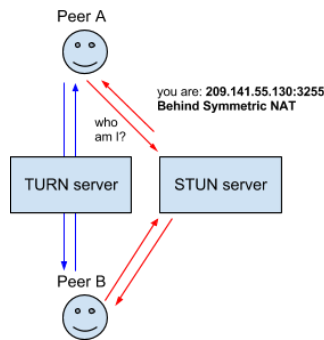 Peer A
you are: 209.141.55.130:3255
Behind Symmetric NAT
who
am I?
TURN server
STUN server
Peer B